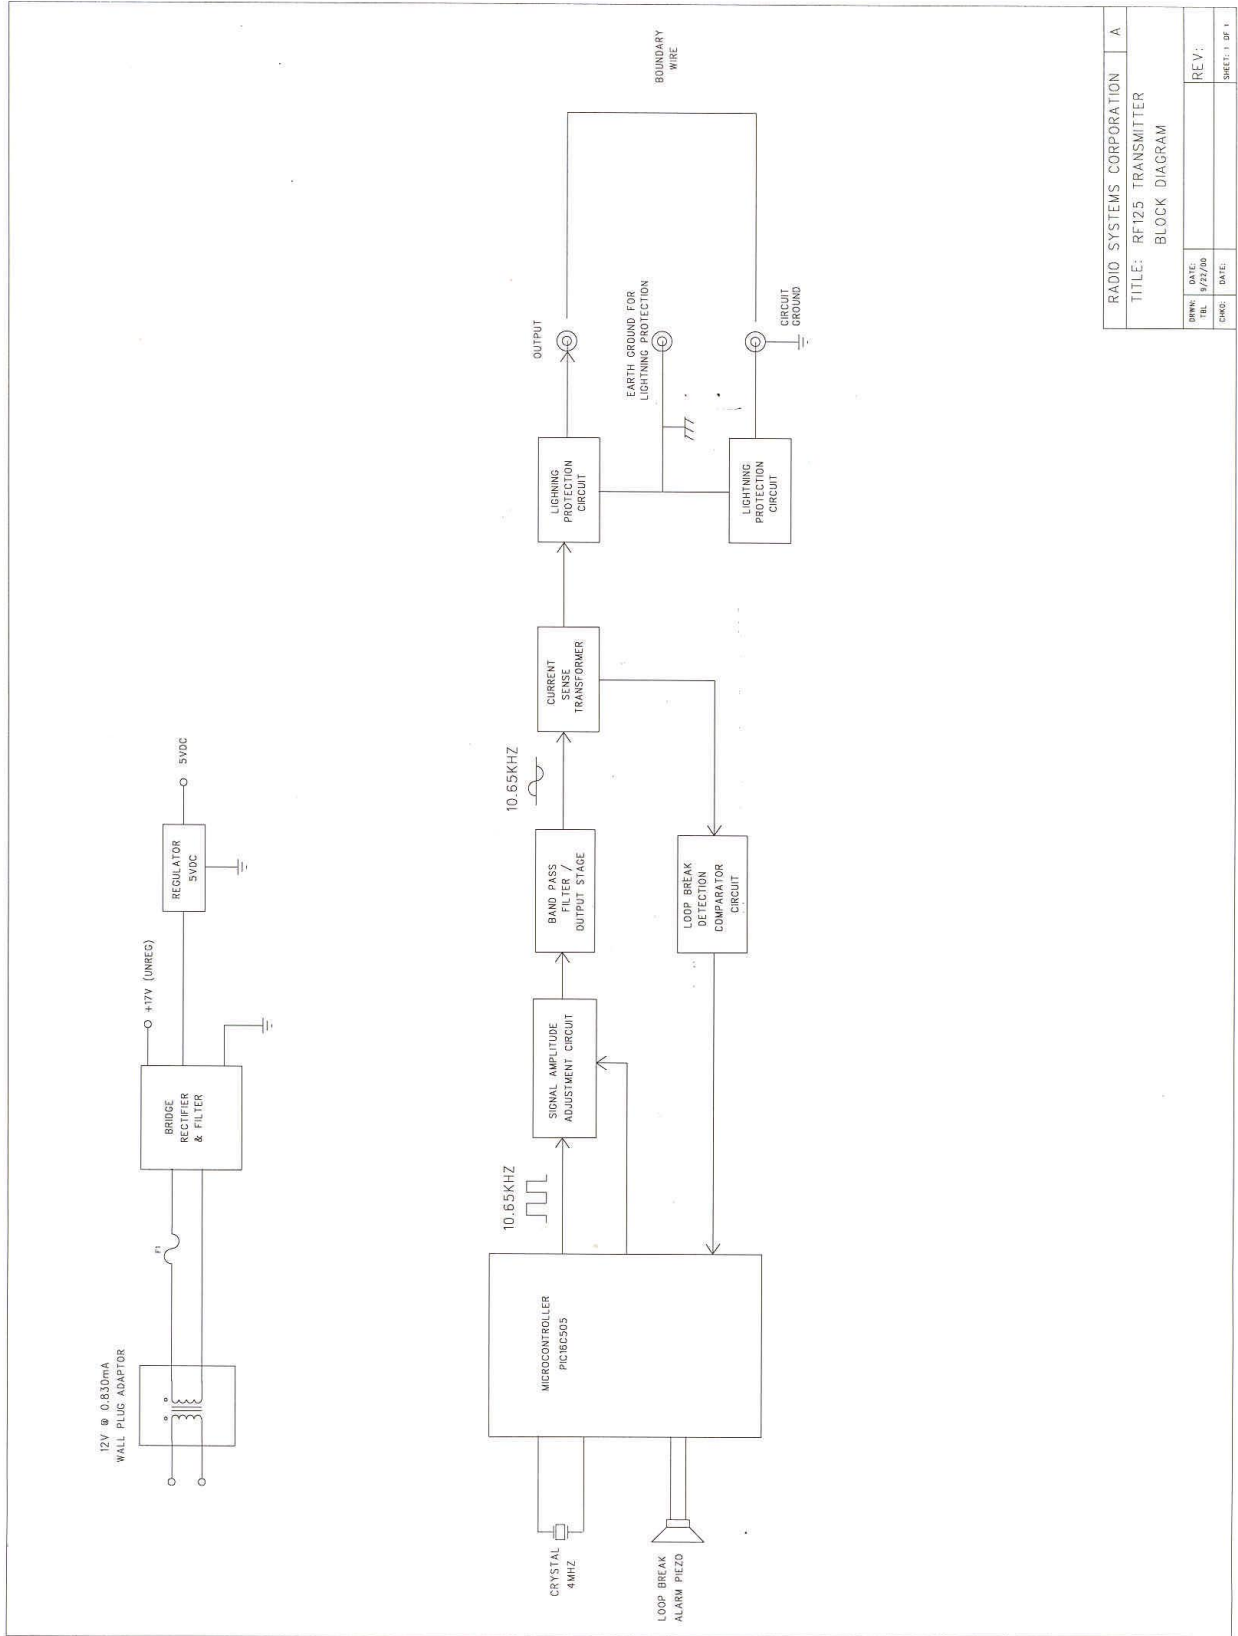 12V @ 0.830mA
WALL PLUG ADAPTOR
F1
BRIDGE
RECTIFIER
& FILTER
+17V (UNREG)
REGULATOR
5VDC
5VDC
CRYSTAL
4MHZ
LOOP BREAK
ALARM PIEZO
MICROCONTROLLER
PIC16C505
10.65KHZ
SIGNAL AMPLITUDE
ADJUSTMENT CIRCUIT
BAND PASS
FILTER /
OUTPUT STAGE
10.65KHZ
LOOP BREAK
DETECTION
COMPARATOR
CIRCUIT
CURRENT
SENSE
TRANSFORMER
LIGHNING
PROTECTION
CIRCUIT
LIGHTNING
PROTECTION
CIRCUIT
OUTPUT
EARTH GROUND FOR
LIGHTNING PROTECTION
CIRCUIT
GROUND
BOUNDARY
WIRE
RADIO SYSTEMS CORPORATION
A
TITLE: RF125 TRANSMITTER
BLOCK DIAGRAM
DRWN:
TBL
DATE:
9/22/00
REV:
CHKD:
DATE:
SHEET: 1 OF 1